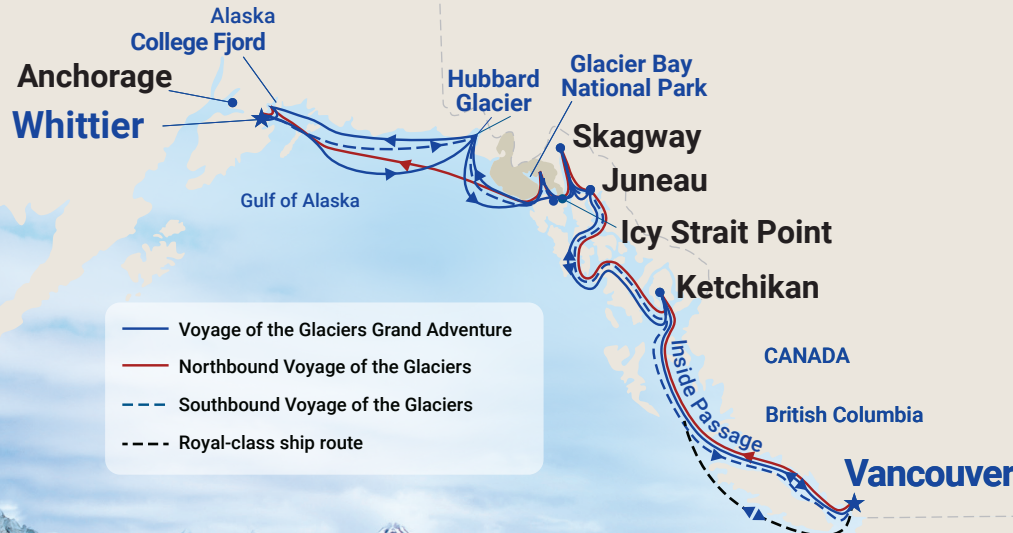 Alaska
College Fjord
Anchorage
Whittier
Hubbard
Glacier
Glacier Bay
National Park
Skagway
Juneau
Gulf of Alaska
Icy Strait Point
Ketchikan
Voyage of the Glaciers Grand Adventure
Northbound Voyage of the Glaciers
Southbound Voyage of the Glaciers
Royal-class ship route
Inside Passage
CANADA
British Columbia
Vancouver